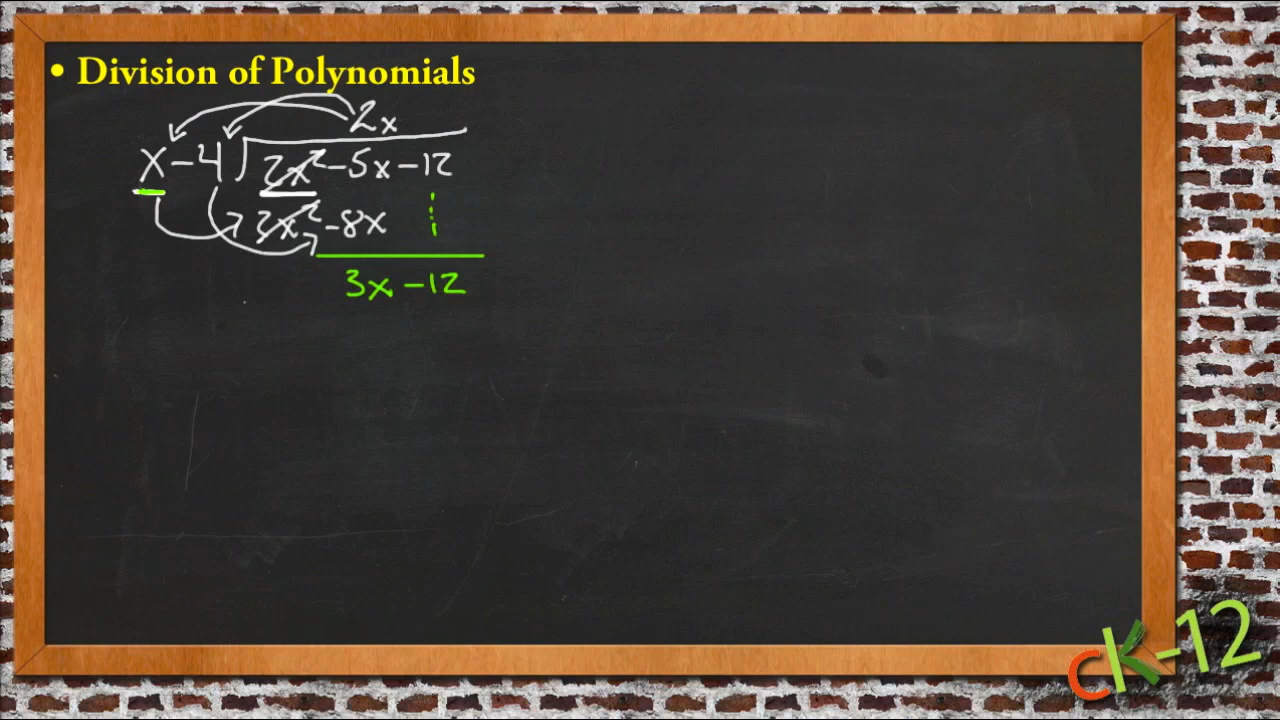 • Division of Polynomials
2x
x-4)2x²-5x-12
2x²-8x
3x-12
CK-12